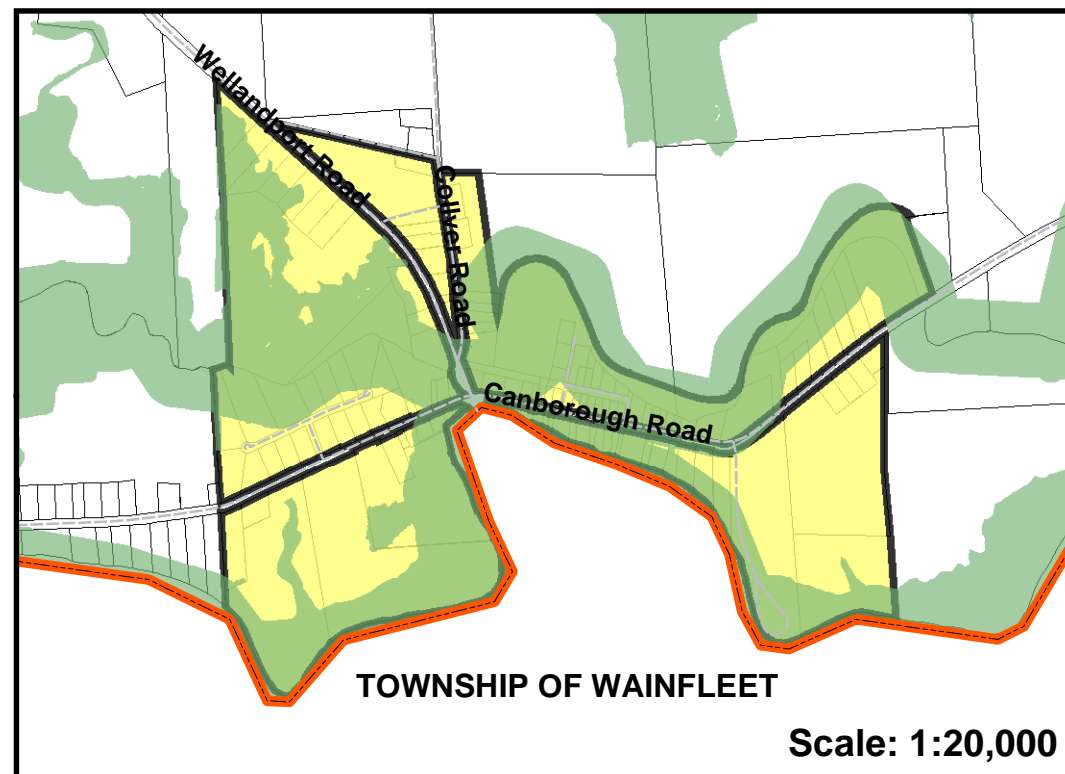 Wellandport Road
Collver Road
Canborough Road
TOWNSHIP OF WAINFLEET
Scale: 1:20,000